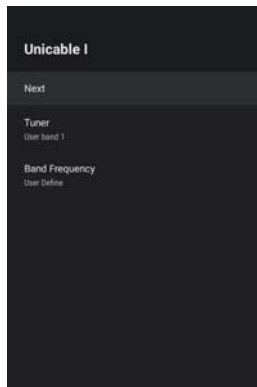 Unicable I
Next
Tuner
User band 1
Band Frequency
User Define